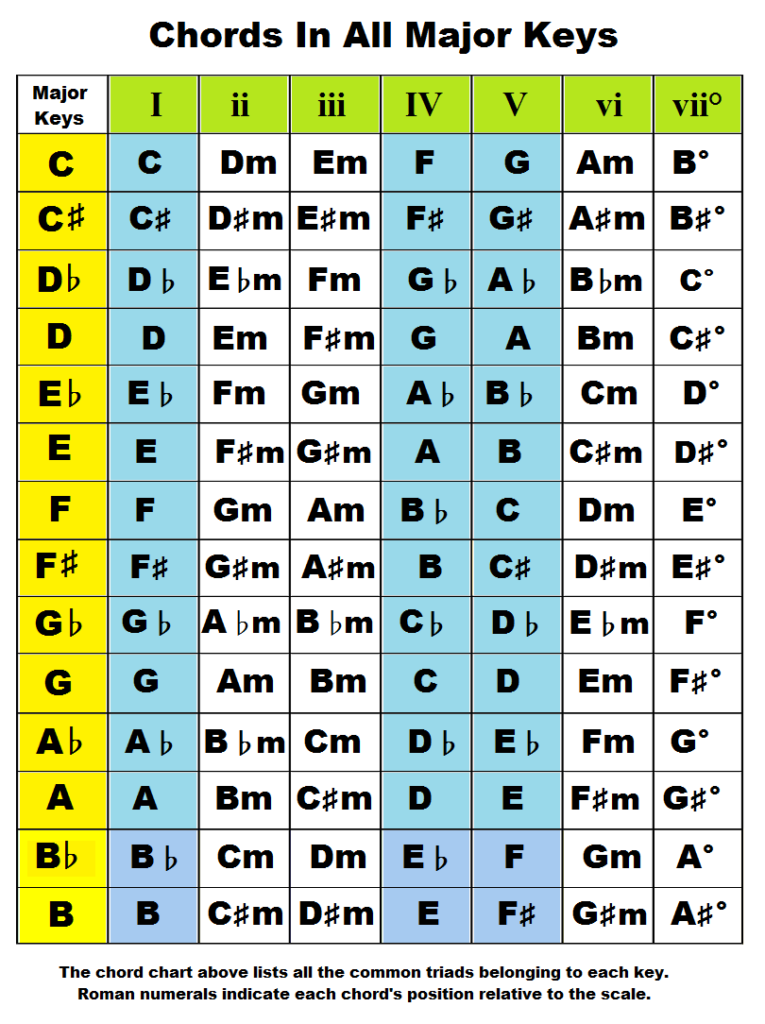 Chords In All Major Keys
Major Keys I ii iii IV V vi vii°
C C Dm Em F G Am B°
C♯ C♯ D♯m E♯m F♯ G♯ A♯m B♯°
D♭ D♭ E♭m Fm G♭ A♭ B♭m C°
D D Em F♯m G A Bm C♯°
E♭ E♭ Fm Gm A♭ B♭ Cm D°
E E F♯m G♯m A B C♯m D♯°
F F Gm Am B♭ C Dm E°
F♯ F♯ G♯m A♯m B C♯ D♯m E♯°
G♭ G♭ A♭m B♭m C♭ D♭ E♭m F°
G G Am Bm C D Em F♯°
A♭ A♭ B♭m Cm D♭ E♭ Fm G°
A A Bm C♯m D E F♯m G♯°
B♭ B♭ Cm Dm E♭ F Gm A°
B B C♯m D♯m E F♯ G♯m A♯°
The chord chart above lists all the common triads belonging to each key.
Roman numerals indicate each chord's position relative to the scale.